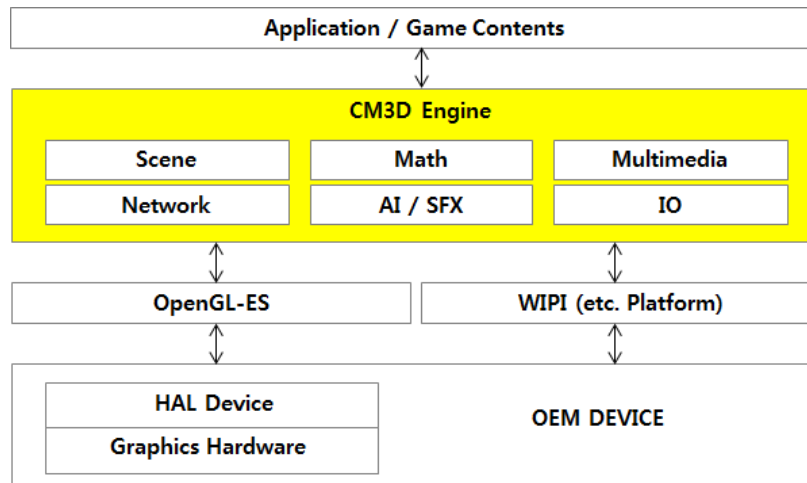 Application / Game Contents
CM3D Engine
Scene
Math
Multimedia
Network
AI / SFX
IO
OpenGL-ES
WIPI (etc. Platform)
HAL Device
OEM DEVICE
Graphics Hardware